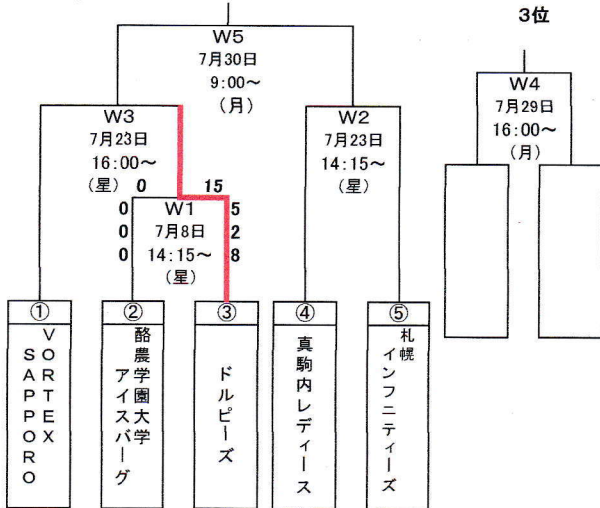 3位
W5
7月30日
9:00～
(月)
W4
7月29日
16:00～
(月)
W3
7月23日
16:00～
(星)
W2
7月23日
14:15～
(星)
0 15
0 W1 5
0 7月8日 2
0 14:15～ 8
(星)
① ② ③ ④ ⑤
VORTEX
SAPPORO
酪農学園大学
アイスバーグ
ドルピーズ
真駒内レディース
札幌
インフニティーズ